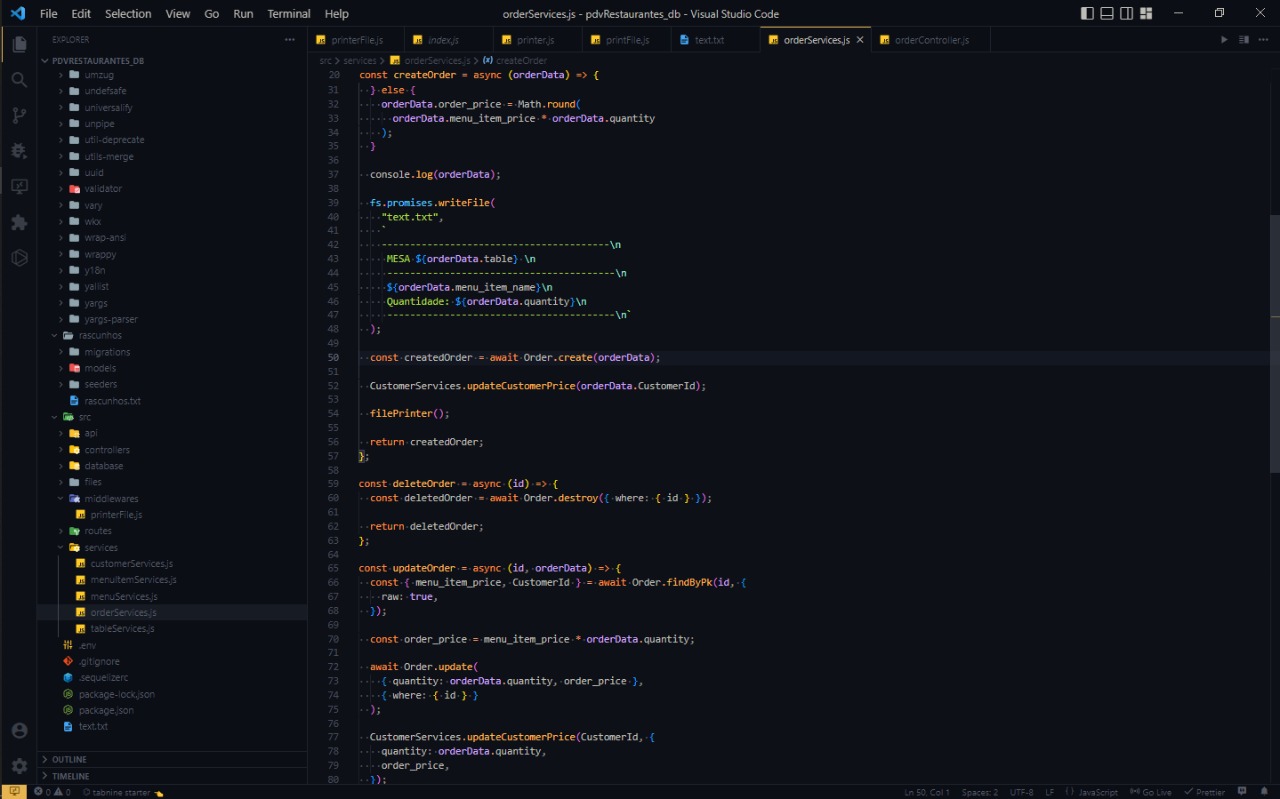 File Edit Selection View Go Run Terminal Help
orderServices.js - pdvRestaurantes_db - Visual Studio Code
EXPLORER
PDVRESTAURANTES_DB
umzug
undefsafe
universalify
unpipe
util-deprecate
utils-merge
uuid
validator
vary
wkx
wrap-ansi
wrappy
y18n
yallist
yargs
yargs-parser
rascunhos
migrations
models
seeders
rascunhos.txt
src
api
controllers
database
files
middlewares
printerFile.js
routes
services
customerServices.js
menuItemServices.js
menuServices.js
orderServices.js
tableServices.js
.env
.gitignore
.sequelizerc
package-lock.json
package.json
text.txt
OUTLINE
TIMELINE
printerFile.js index.js printer.js printFile.js text.txt orderServices.js orderController.js
src > services > orderServices.js > createOrder
20 const createOrder = async (orderData) => {
31 } else {
32 orderData.order_price = Math.round(
33 orderData.menu_item_price * orderData.quantity
34 );
35 }
36
37 console.log(orderData);
38
39 fs.promises.writeFile(
40 "text.txt",
41 `
42 ----------------------------------------\n
43 MESA ${orderData.table} \n
44 ----------------------------------------\n
45 ${orderData.menu_item_name}\n
46 Quantidade: ${orderData.quantity}\n
47 ----------------------------------------\n`
48 );
49
50 const createdOrder = await Order.create(orderData);
51
52 CustomerServices.updateCustomerPrice(orderData.CustomerId);
53
54 filePrinter();
55
56 return createdOrder;
57 };
58
59 const deleteOrder = async (id) => {
60 const deletedOrder = await Order.destroy({ where: { id } });
61
62 return deletedOrder;
63 };
64
65 const updateOrder = async (id, orderData) => {
66 const { menu_item_price, CustomerId } = await Order.findByPk(id, {
67 raw: true,
68 });
69
70 const order_price = menu_item_price * orderData.quantity;
71
72 await Order.update(
73 { quantity: orderData.quantity, order_price },
74 { where: { id } }
75 );
76
77 CustomerServices.updateCustomerPrice(CustomerId, {
78 quantity: orderData.quantity,
79 order_price,
80 });
0 0 tabnine starter Ln 50, Col 1 Spaces: 2 UTF-8 LF {} JavaScript Go Live Prettier